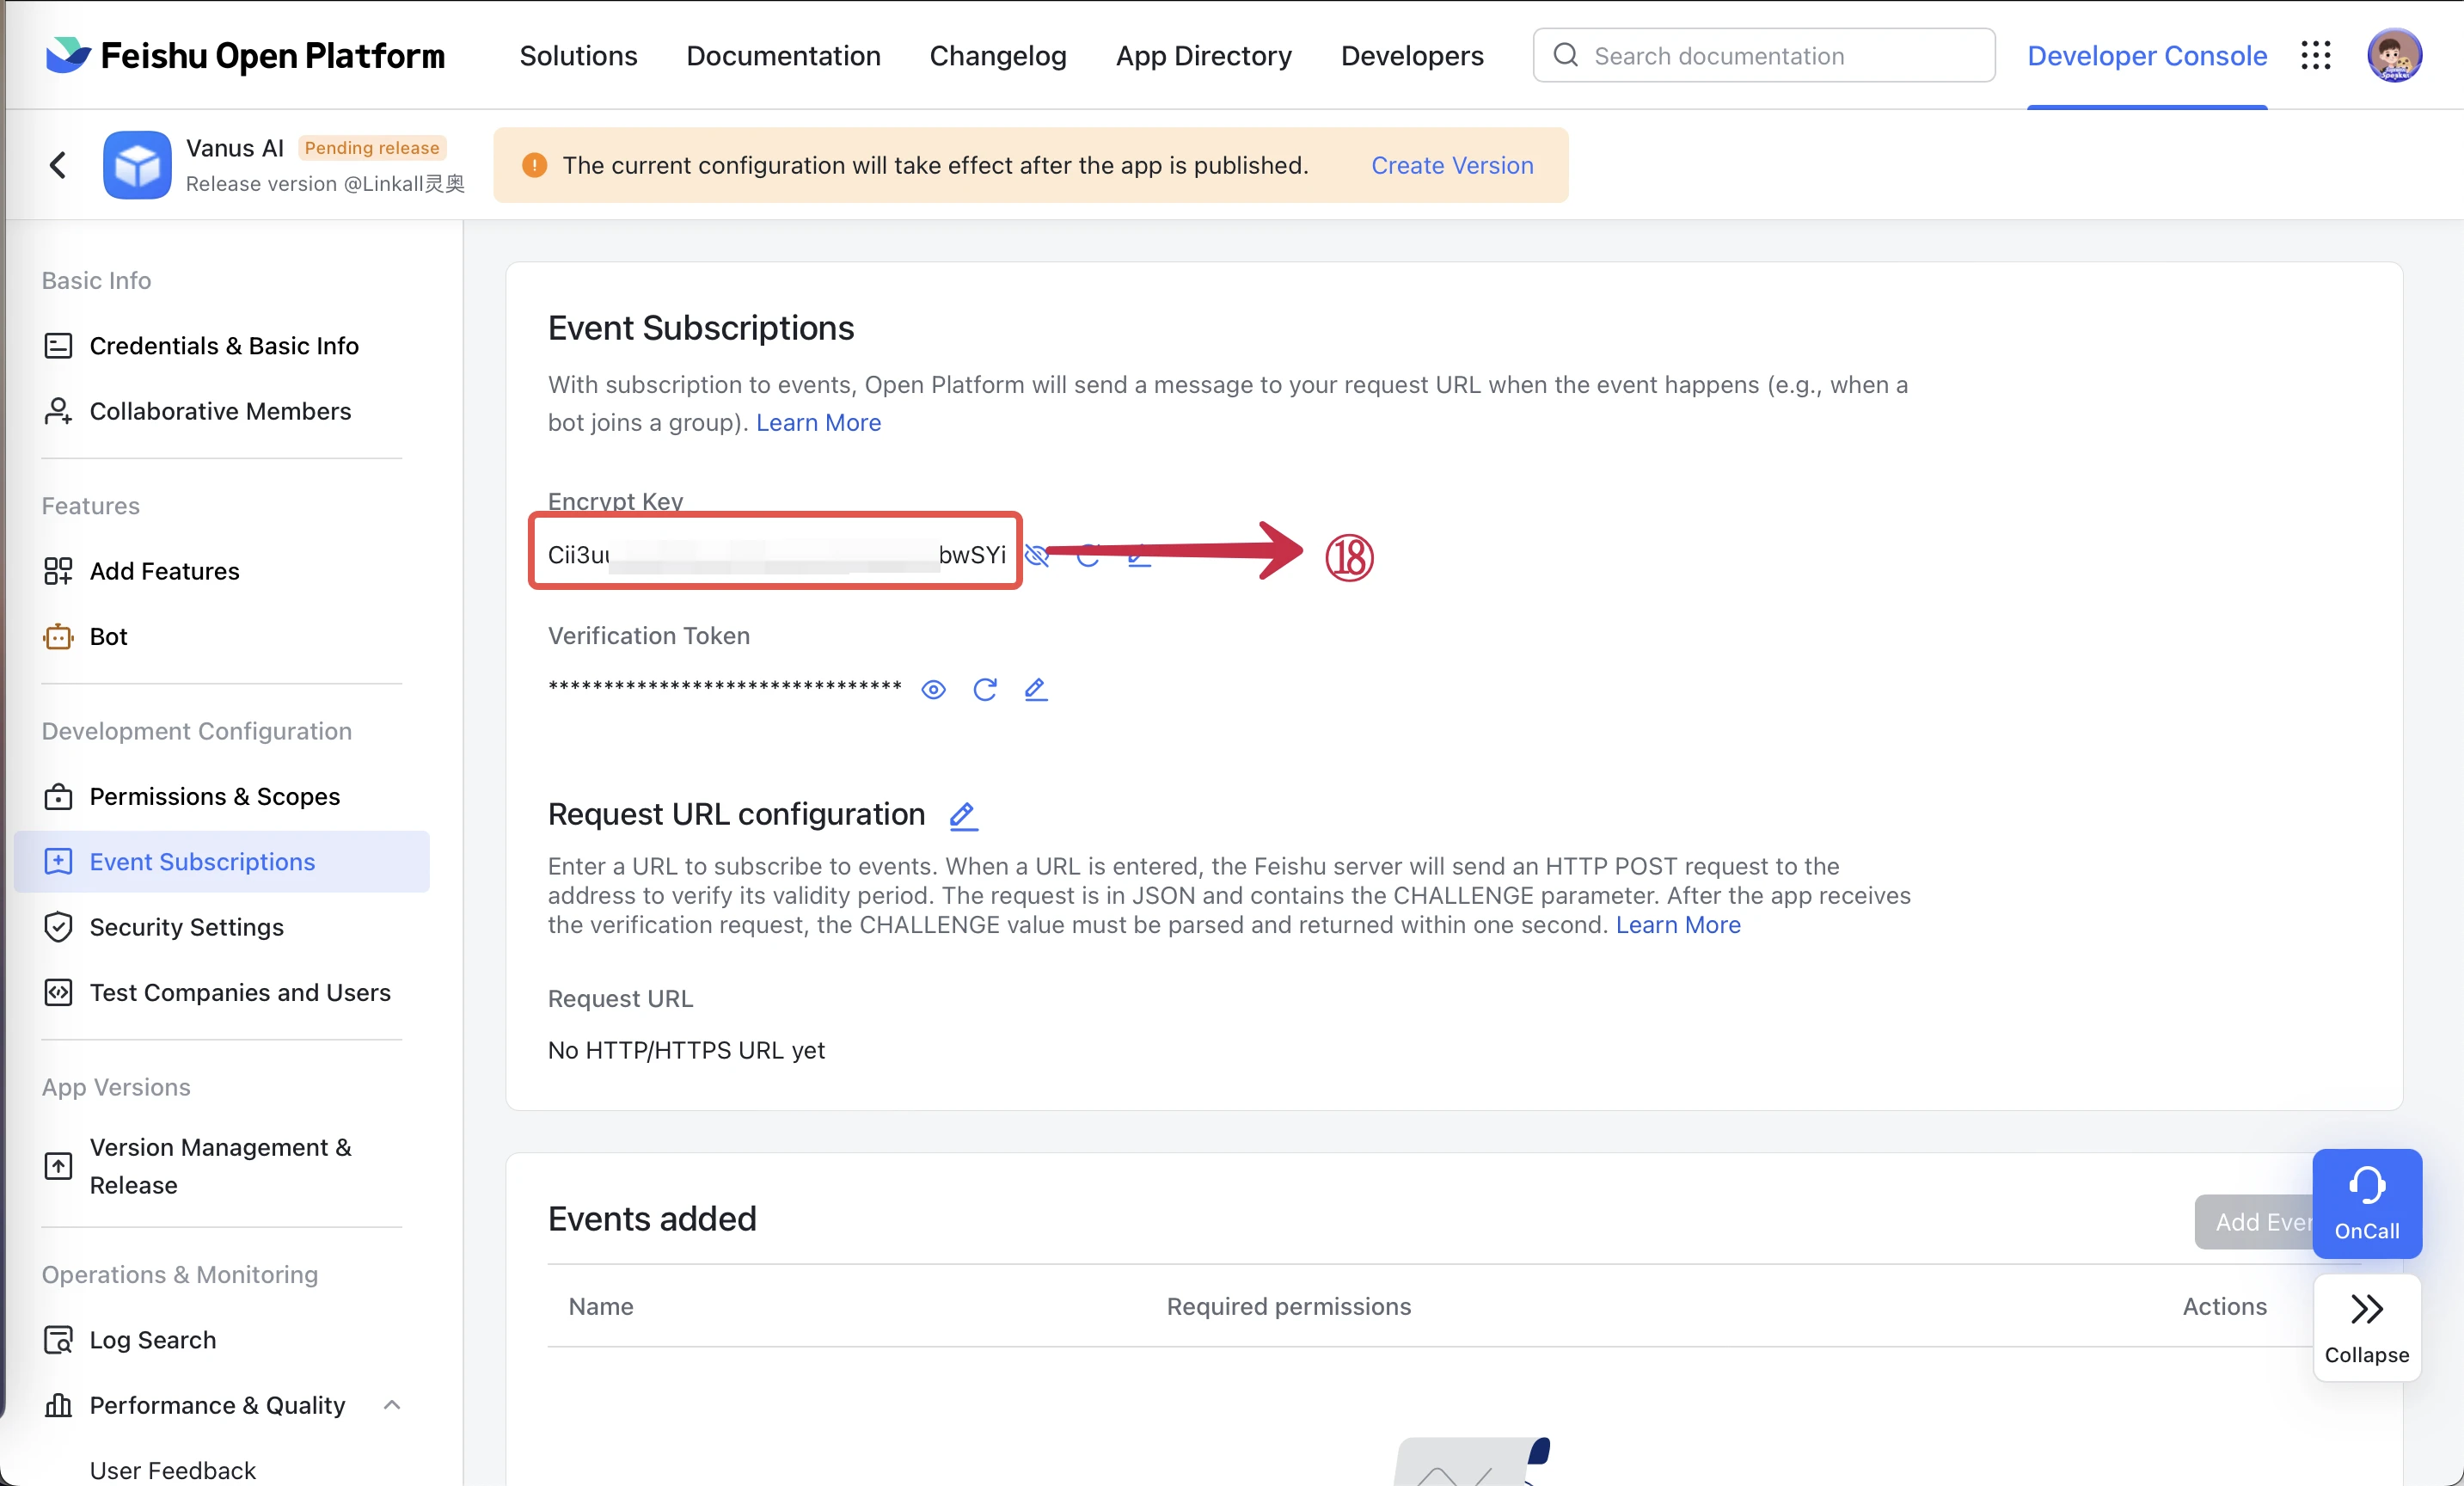 Feishu Open Platform
Solutions
Documentation
Changelog
App Directory
Developers
Search documentation
Developer Console
Vanus AI
Pending release
Release version @Linkall灵奥
The current configuration will take effect after the app is published.
Create Version
Basic Info
Credentials & Basic Info
Collaborative Members
Features
Add Features
Bot
Development Configuration
Permissions & Scopes
Event Subscriptions
Security Settings
Test Companies and Users
App Versions
Version Management &
Release
Operations & Monitoring
Log Search
Performance & Quality
User Feedback
Event Subscriptions
With subscription to events, Open Platform will send a message to your request URL when the event happens (e.g., when a
bot joins a group). Learn More
Encrypt Key
bwSYi
⑱
Verification Token
********************************
Request URL configuration
Enter a URL to subscribe to events. When a URL is entered, the Feishu server will send an HTTP POST request to the
address to verify its validity period. The request is in JSON and contains the CHALLENGE parameter. After the app receives
the verification request, the CHALLENGE value must be parsed and returned within one second. Learn More
Request URL
No HTTP/HTTPS URL yet
Events added
Add
OnCall
Name
Required permissions
Actions
Collapse